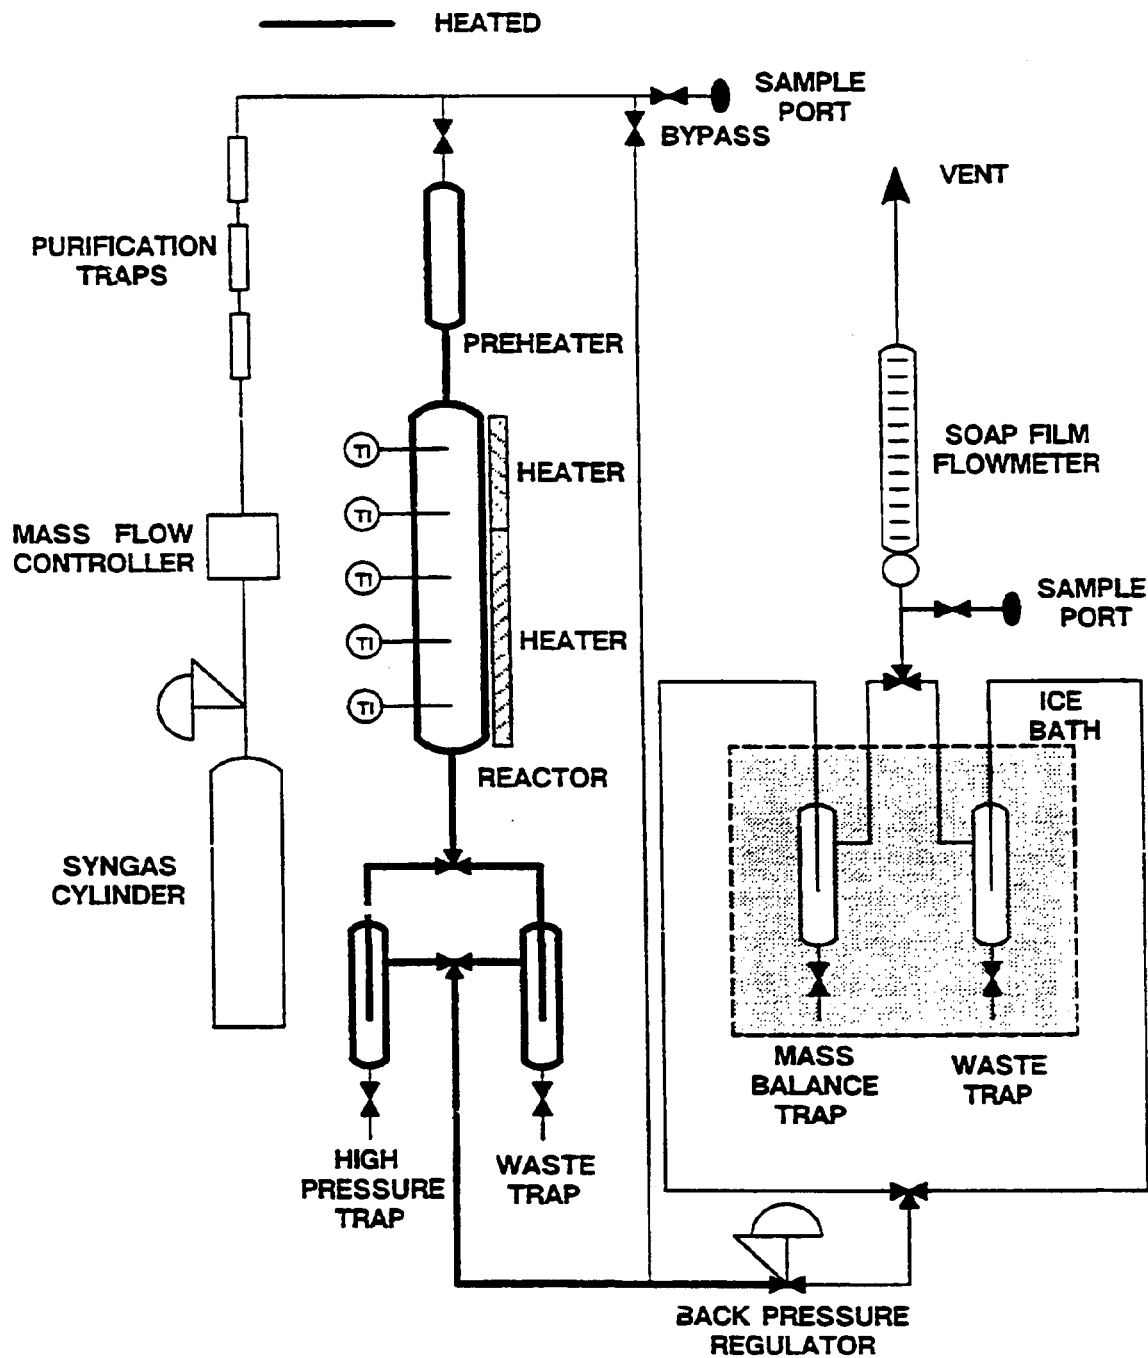 HEATED
SAMPLE
PORT
BYPASS
VENT
PURIFICATION
TRAPS
PREHEATER
TI
HEATER
SOAP FILM
FLOWMETER
TI
MASS FLOW
CONTROLLER
TI
SAMPLE
PORT
TI
HEATER
TI
ICE
BATH
REACTOR
SYNGAS
CYLINDER
MASS
BALANCE
TRAP
WASTE
TRAP
HIGH
PRESSURE
TRAP
WASTE
TRAP
BACK PRESSURE
REGULATOR